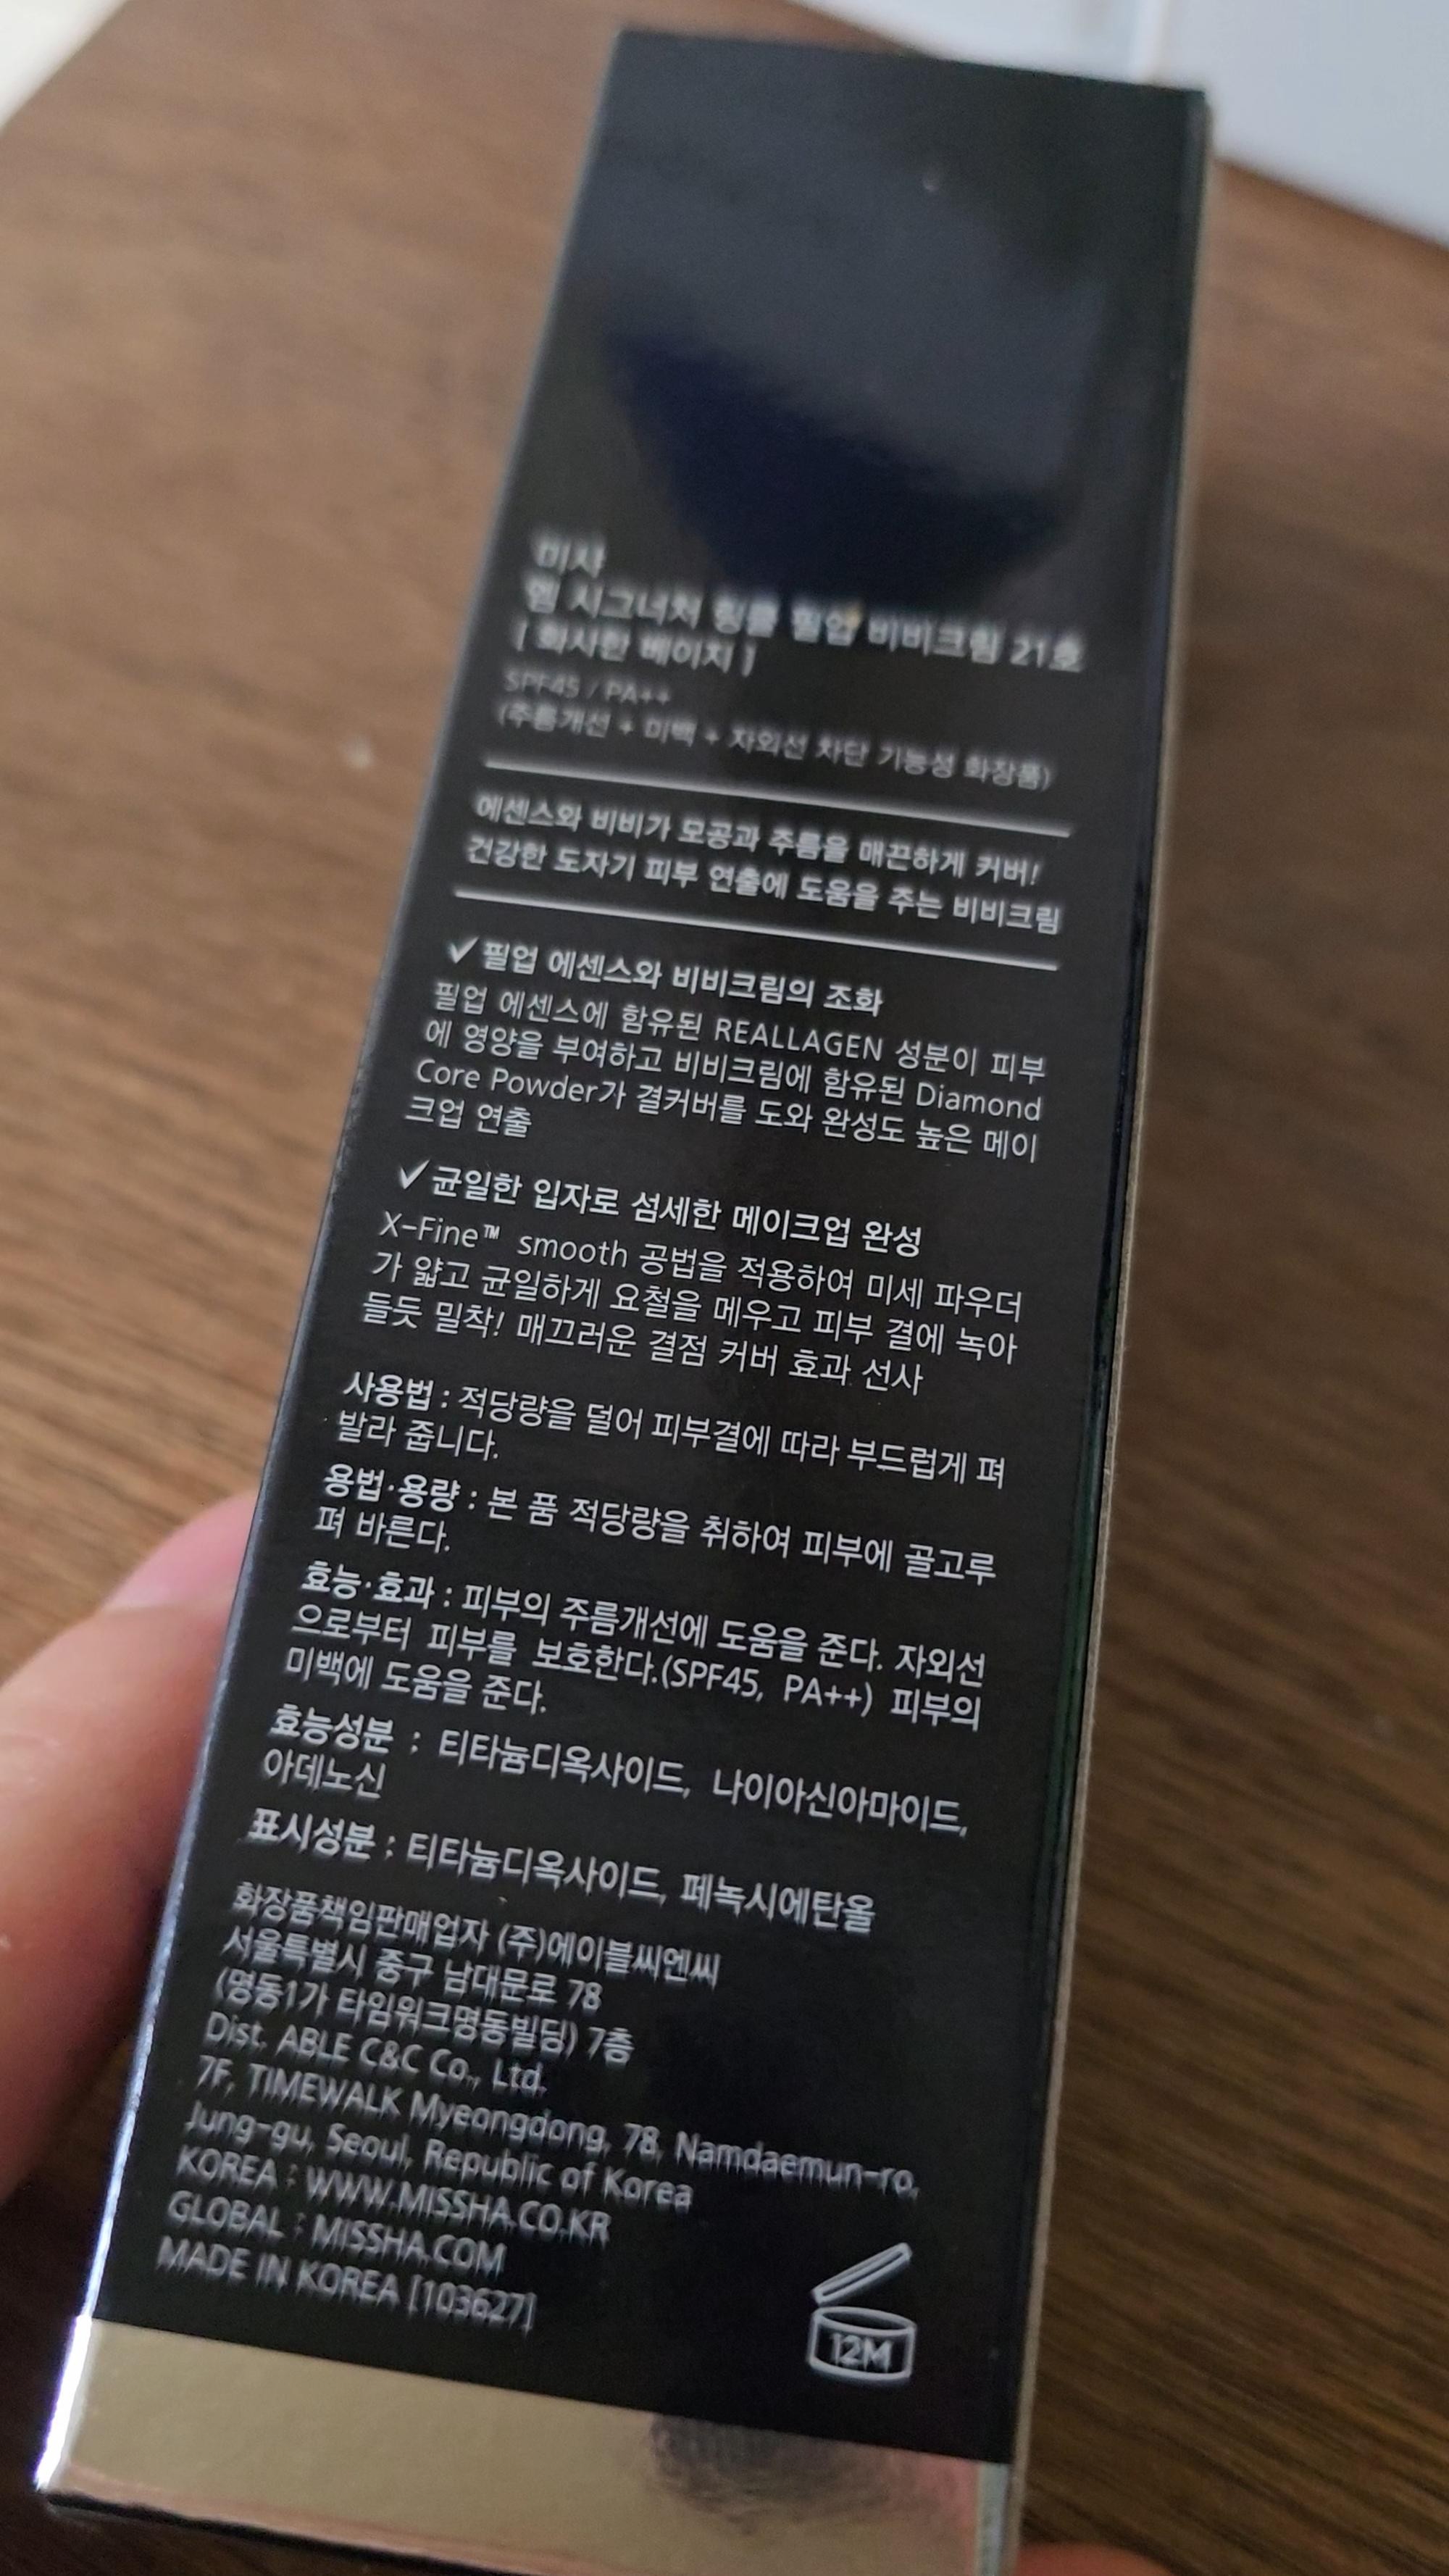 미샤
엠 시그너처 링클 필업 비비크림 21호
[ 화사한 베이지 ]
SPF45 / PA++
(주름개선 + 미백 + 자외선 차단 기능성 화장품)
에센스와 비비가 모공과 주름을 매끈하게 커버!
건강한 도자기 피부 연출에 도움을 주는 비비크림
✓필업 에센스와 비비크림의 조화
필업 에센스에 함유된 REALLAGEN 성분이 피부
에 영양을 부여하고 비비크림에 함유된 Diamond
Core Powder가 결커버를 도와 완성도 높은 메이
크업 연출
✓균일한 입자로 섬세한 메이크업 완성
X-Fine™ smooth 공법을 적용하여 미세 파우더
가 얇고 균일하게 요철을 메우고 피부 결에 녹아
들듯 밀착! 매끄러운 결점 커버 효과 선사
사용법 : 적당량을 덜어 피부결에 따라 부드럽게 펴
발라 줍니다.
용법·용량 : 본 품 적당량을 취하여 피부에 골고루
펴 바른다.
효능·효과 : 피부의 주름개선에 도움을 준다. 자외선
으로부터 피부를 보호한다.(SPF45, PA++) 피부의
미백에 도움을 준다.
효능성분 : 티타늄디옥사이드, 나이아신아마이드,
아데노신
표시성분 : 티타늄디옥사이드, 페녹시에탄올
화장품책임판매업자 (주)에이블씨엔씨
서울특별시 중구 남대문로 78
(명동1가 타임워크명동빌딩) 7층
Dist. ABLE C&C Co., Ltd.
7F, TIMEWALK Myeongdong, 78, Namdaemun-ro,
Jung-gu, Seoul, Republic of Korea
KOREA : WWW.MISSHA.CO.KR
GLOBAL : MISSHA.COM
MADE IN KOREA [103627]
12M